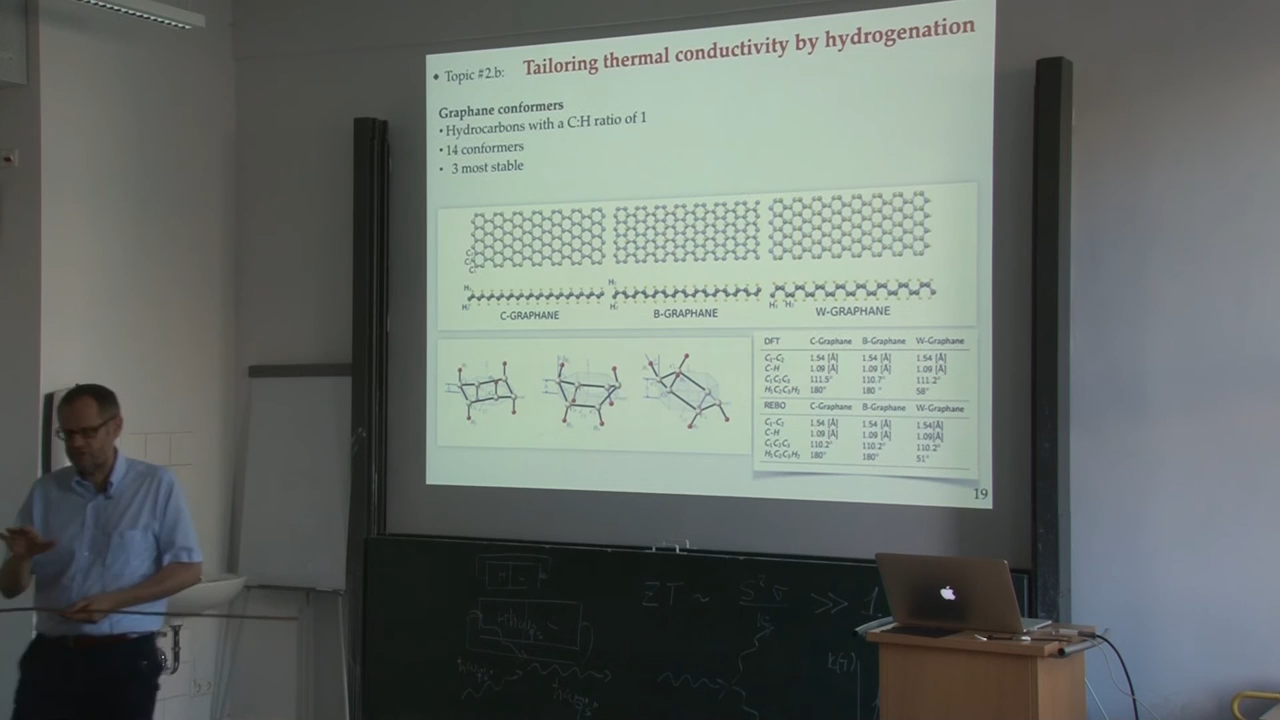 • Topic #2.b: Tailoring thermal conductivity by hydrogenation
Graphane conformers
• Hydrocarbons with a C:H ratio of 1
• 14 conformers
• 3 most stable
C-GRAPHANE B-GRAPHANE W-GRAPHANE
DFT C-Graphane B-Graphane W-Graphane
C₁-C₂ 1.54 [Å] 1.54 [Å] 1.54 [Å]
C-H 1.09 [Å] 1.09 [Å] 1.09 [Å]
C₁C₂C₃ 111.5° 110.7° 111.2°
H₁C₂C₃H₂ 180° 180° 58°
REBO C-Graphane B-Graphane W-Graphane
C₁-C₂ 1.54 [Å] 1.54 [Å] 1.54[Å]
C-H 1.09 [Å] 1.09 [Å] 1.09[Å]
C₁C₂C₃ 110.2° 110.2° 110.2°
H₁C₂C₃H₂ 180° 180° 51°
19
ZT ~ S²σ >> 1